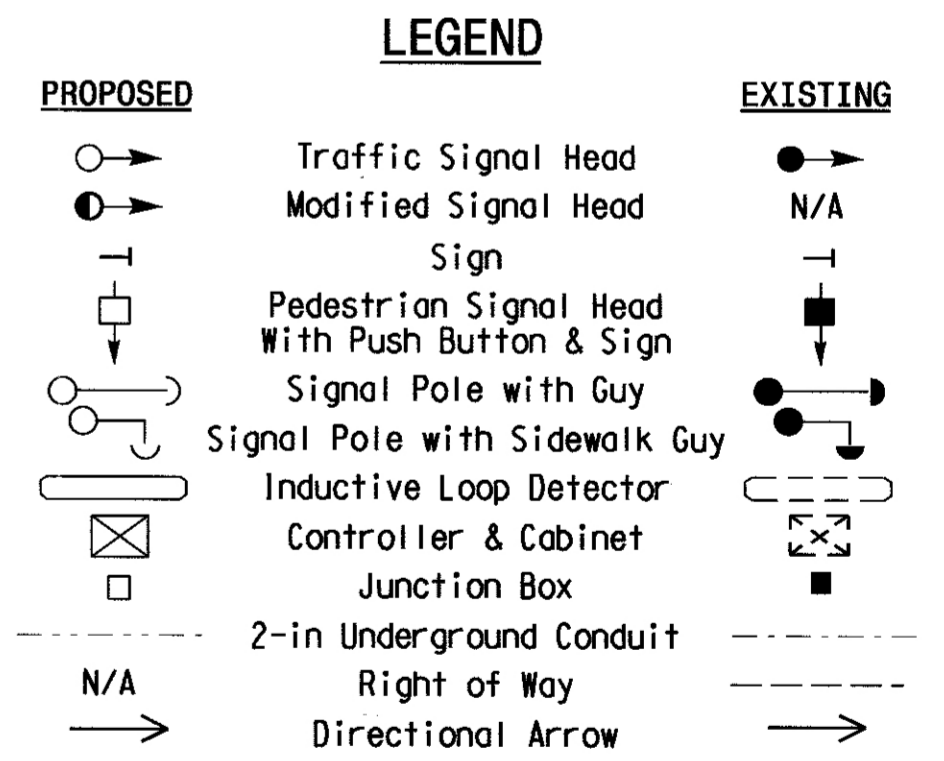 LEGEND
PROPOSED EXISTING
Traffic Signal Head
Modified Signal Head N/A
Sign
Pedestrian Signal Head
With Push Button & Sign
Signal Pole with Guy
Signal Pole with Sidewalk Guy
Inductive Loop Detector
Controller & Cabinet
Junction Box
2-in Underground Conduit
N/A Right of Way
Directional Arrow